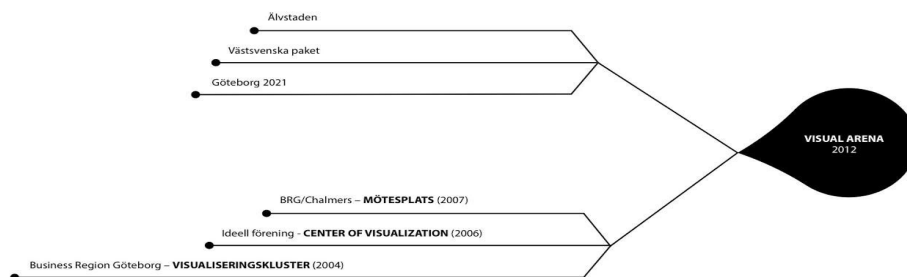 Älvstaden
Västsvenska paket
Göteborg 2021
VISUAL ARENA
2012
BRG/Chalmers – MÖTESPLATS (2007)
Ideell förening - CENTER OF VISUALIZATION (2006)
Business Region Göteborg – VISUALISERINGSKLUSTER (2004)